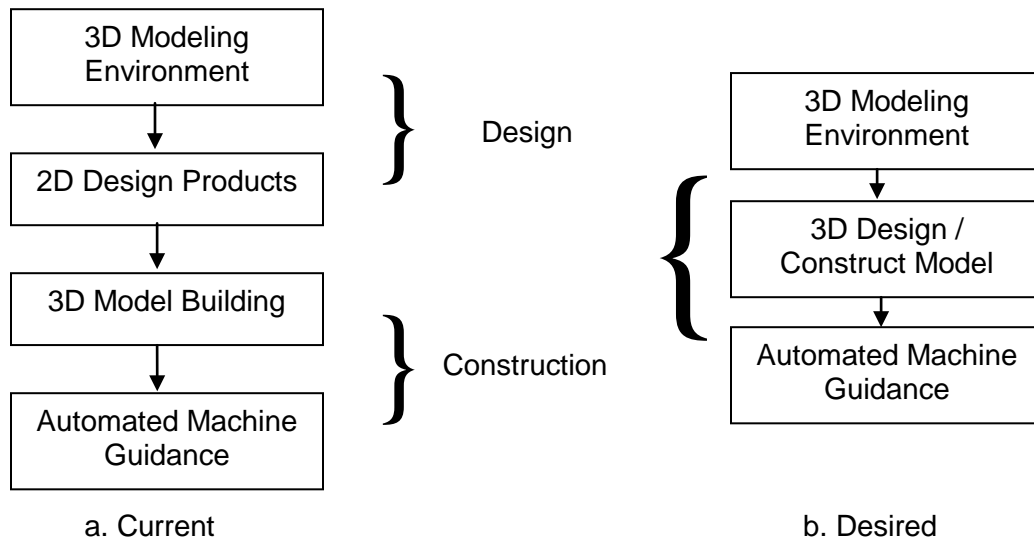 3D Modeling
Environment
2D Design Products
3D Model Building
Automated Machine
Guidance
a. Current
Design
Construction
3D Modeling
Environment
3D Design /
Construct Model
Automated Machine
Guidance
b. Desired